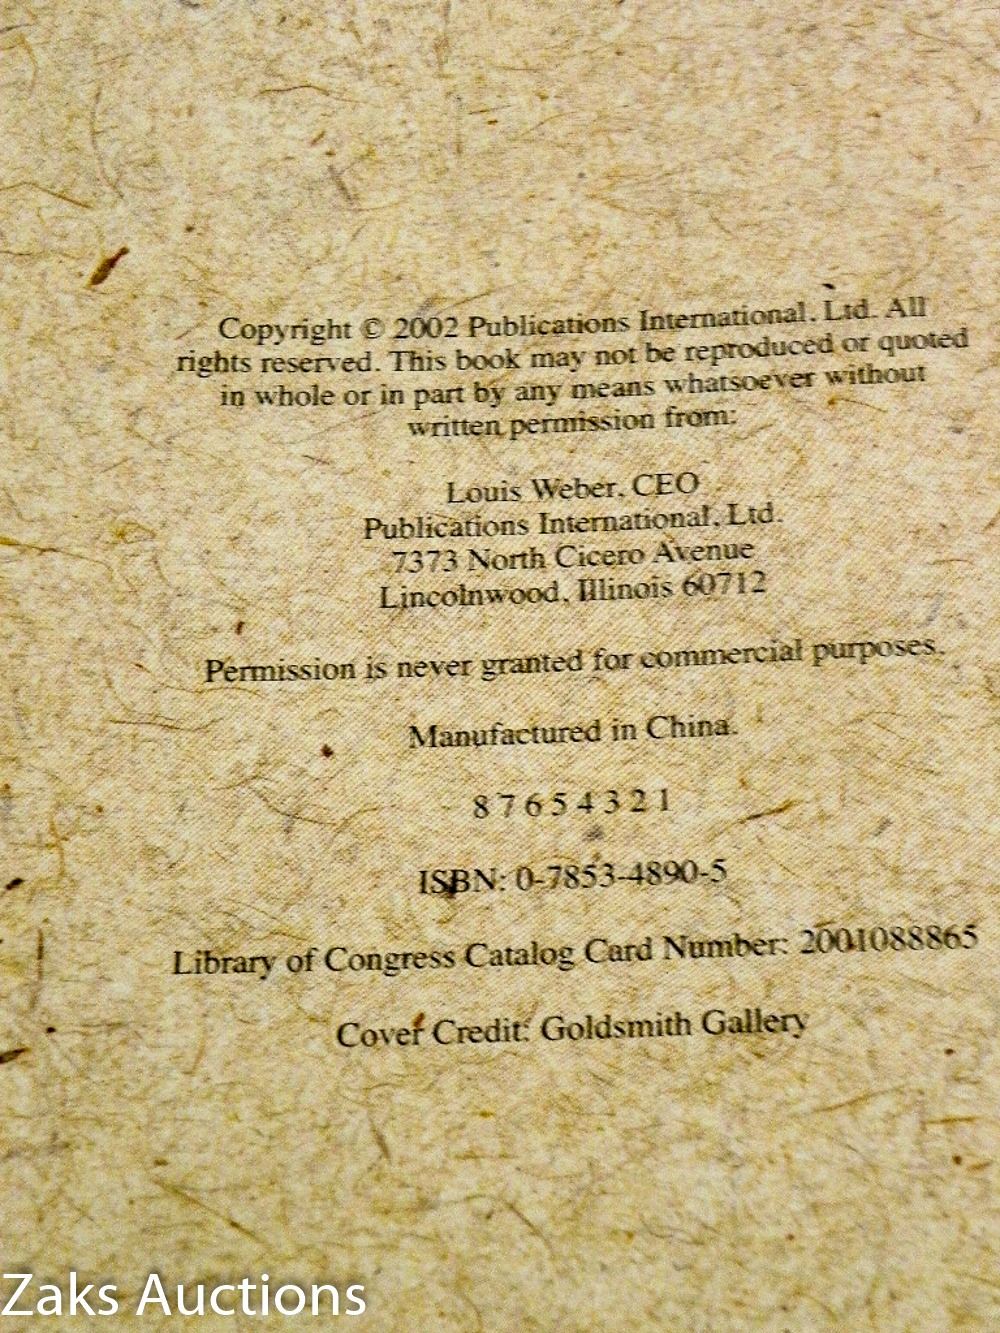 Copyright © 2002 Publications International, Ltd. All
rights reserved. This book may not be reproduced or quoted
in whole or in part by any means whatsoever without
written permission from:
Louis Weber, CEO
Publications International, Ltd.
7373 North Cicero Avenue
Lincolnwood, Illinois 60712
Permission is never granted for commercial purposes.
Manufactured in China.
8 7 6 5 4 3 2 1
ISBN: 0-7853-4890-5
Library of Congress Catalog Card Number: 2001088865
Cover Credit: Goldsmith Gallery
Zaks Auctions